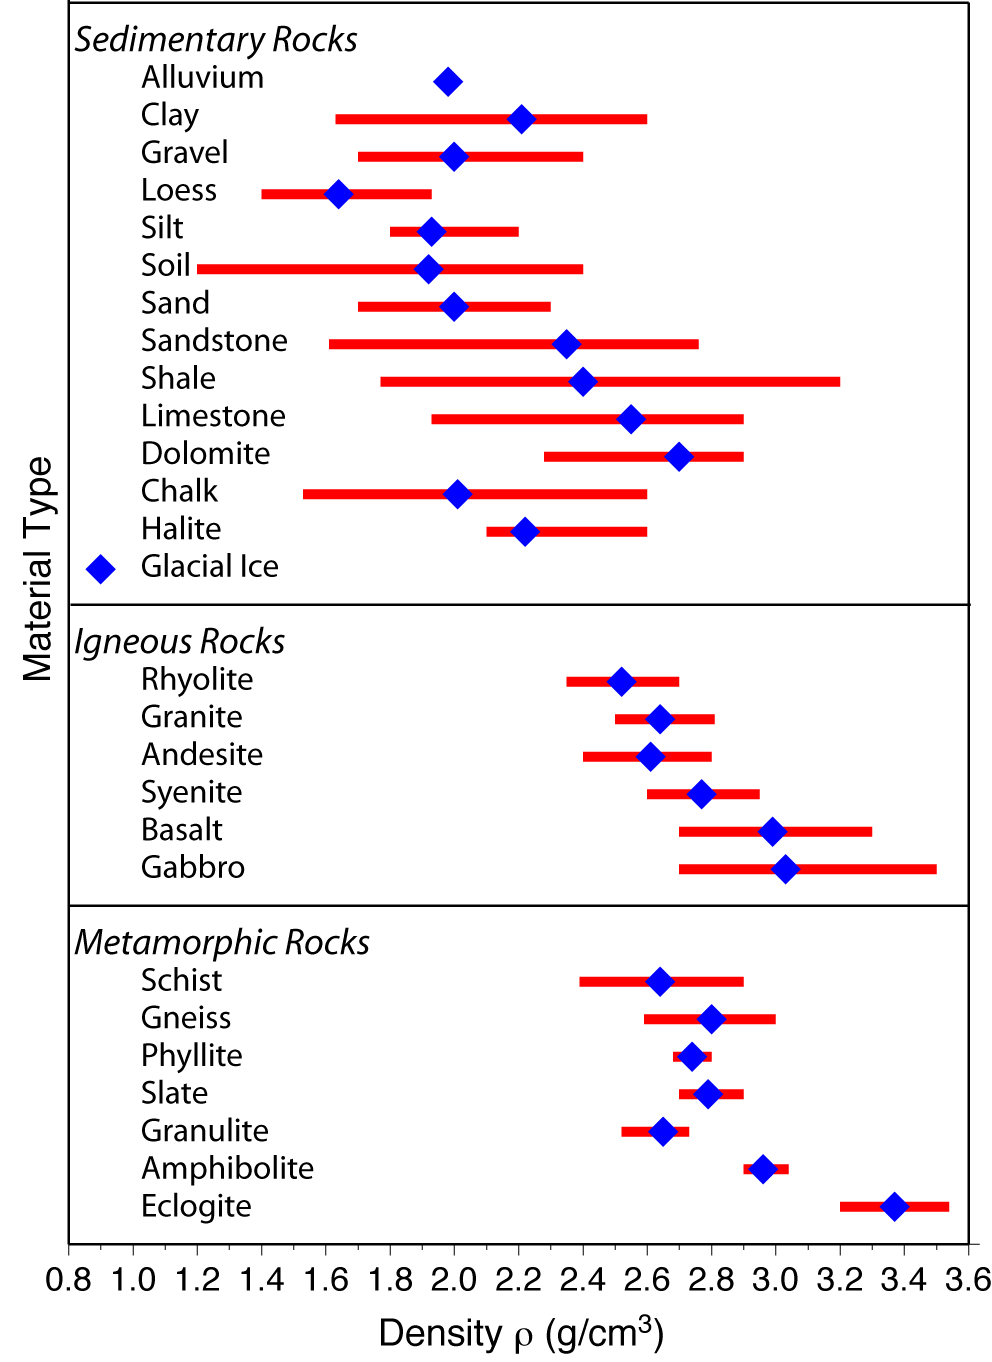 Sedimentary Rocks
Alluvium
Clay
Gravel
Loess
Silt
Soil
Sand
Sandstone
Shale
Limestone
Dolomite
Chalk
Halite
Glacial Ice
Igneous Rocks
Rhyolite
Granite
Andesite
Syenite
Basalt
Gabbro
Metamorphic Rocks
Schist
Gneiss
Phyllite
Slate
Granulite
Amphibolite
Eclogite
Material Type
0.8 1.0 1.2 1.4 1.6 1.8 2.0 2.2 2.4 2.6 2.8 3.0 3.2 3.4 3.6
Density ρ (g/cm³)